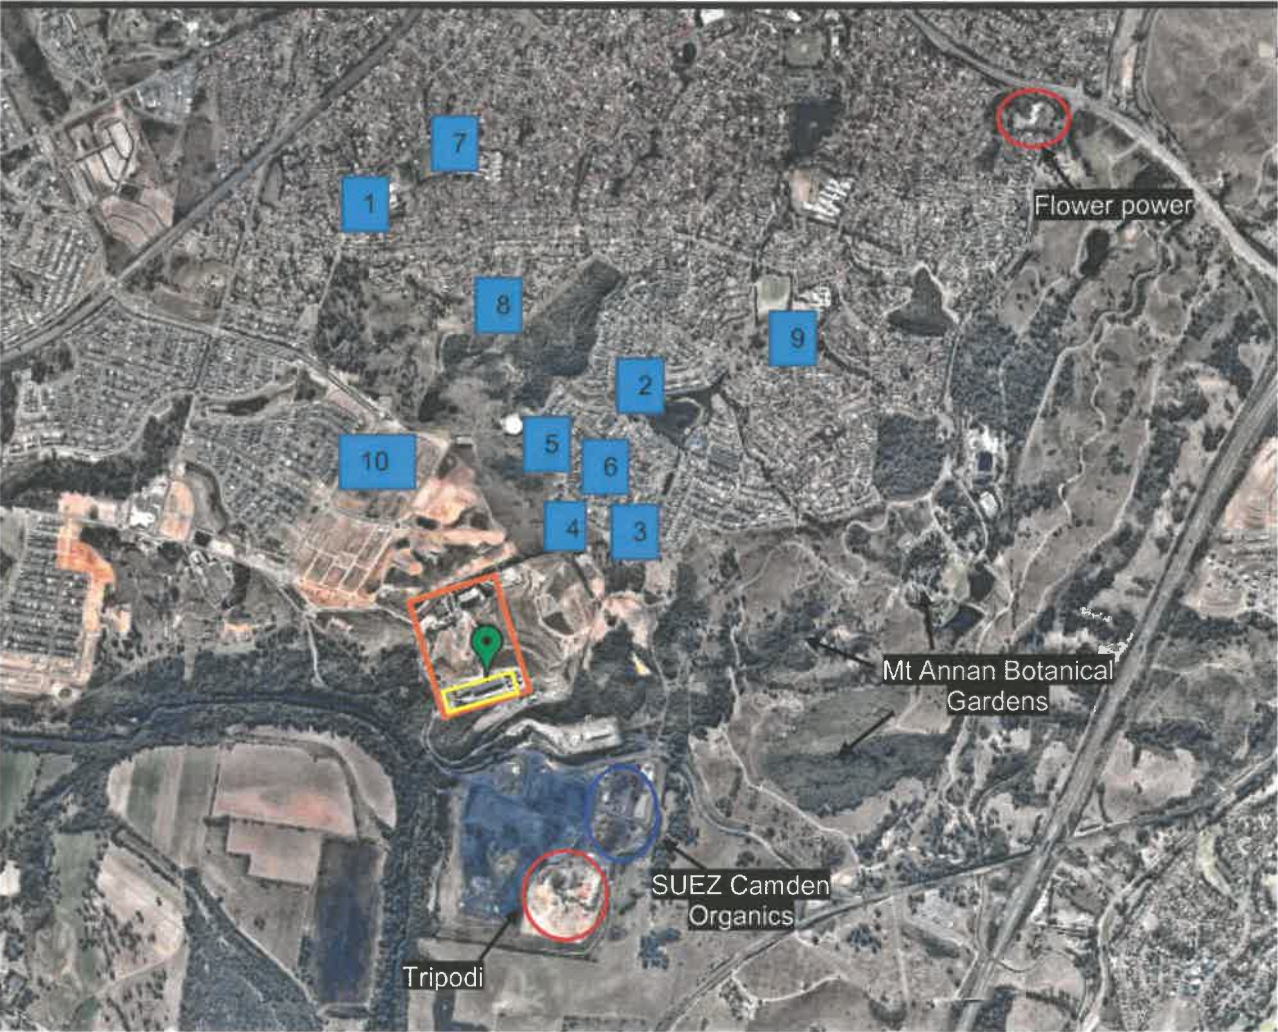 7
1
Flower power
8
9
2
5
6
10
4
3
Mt Annan Botanical
Gardens
SUEZ Camden
Organics
Tripodi